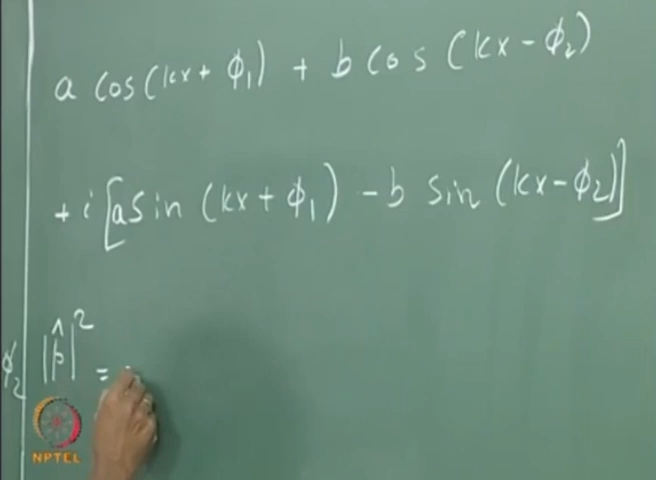 a cos(kx + ϕ₁) + b cos (kx - ϕ₂)
+ i [a sin (kx + ϕ₁) - b sin (kx - ϕ₂)]
ϕ₂ |p̂|² =
NPTEL